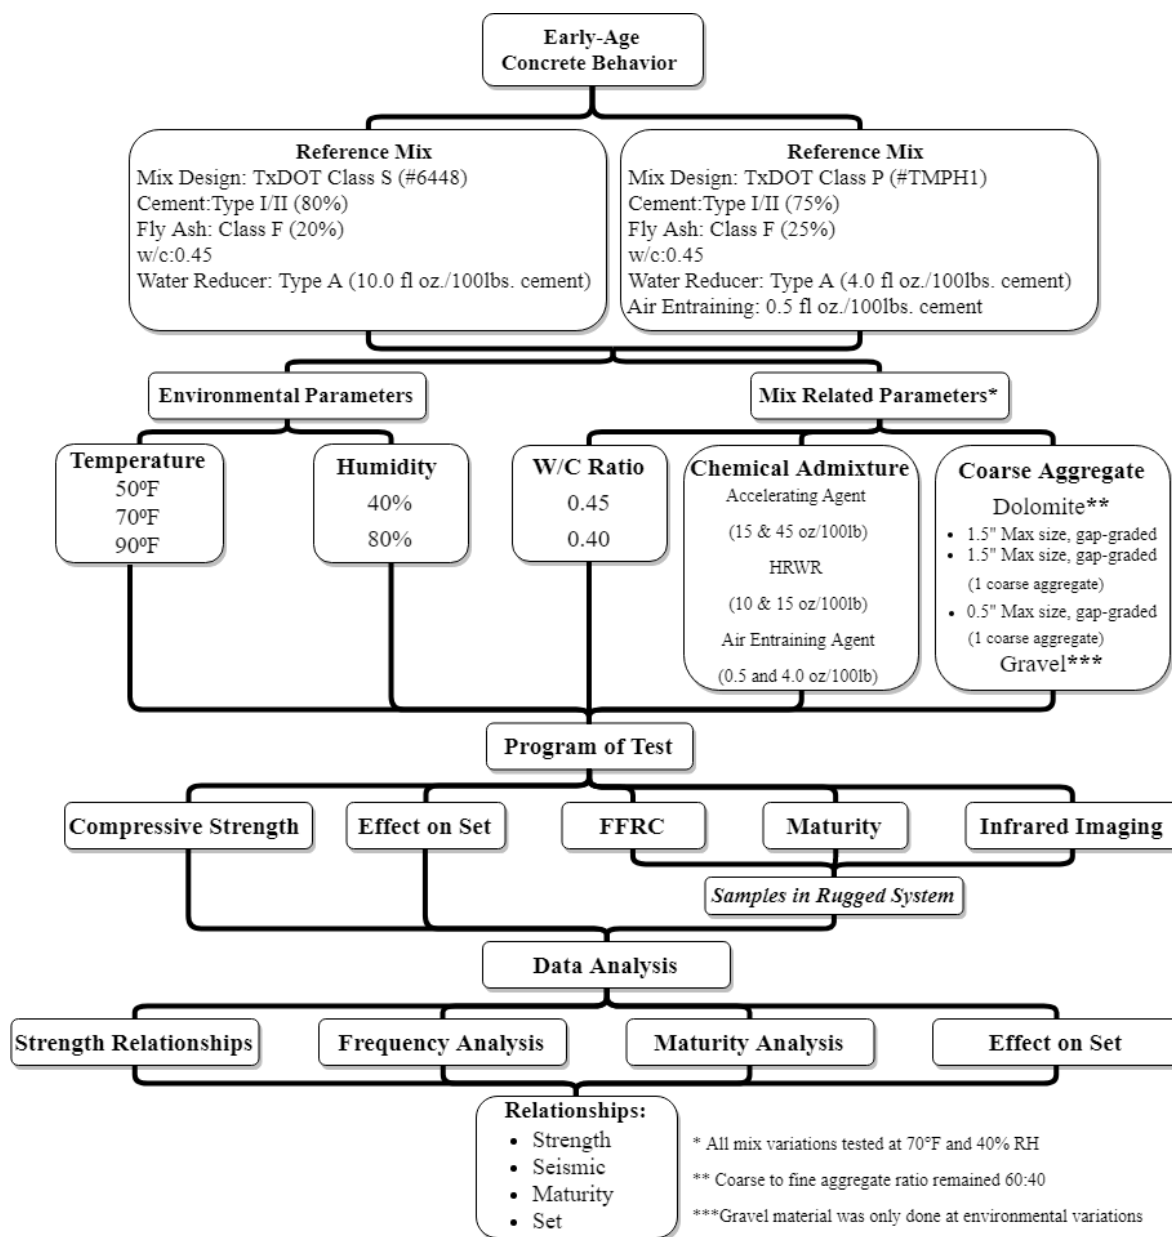 Early-Age
Concrete Behavior
Reference Mix
Mix Design: TxDOT Class S (#6448)
Cement:Type I/II (80%)
Fly Ash: Class F (20%)
w/c:0.45
Water Reducer: Type A (10.0 fl oz./100lbs. cement)
Reference Mix
Mix Design: TxDOT Class P (#TMPH1)
Cement:Type I/II (75%)
Fly Ash: Class F (25%)
w/c:0.45
Water Reducer: Type A (4.0 fl oz./100lbs. cement)
Air Entraining: 0.5 fl oz./100lbs. cement
Environmental Parameters
Mix Related Parameters*
Temperature
50ºF
70ºF
90ºF
Humidity
40%
80%
W/C Ratio
0.45
0.40
Chemical Admixture
Accelerating Agent
(15 & 45 oz/100lb)
HRWR
(10 & 15 oz/100lb)
Air Entraining Agent
(0.5 and 4.0 oz/100lb)
Coarse Aggregate
Dolomite**
• 1.5" Max size, gap-graded
• 1.5" Max size, gap-graded
(1 coarse aggregate)
• 0.5" Max size, gap-graded
(1 coarse aggregate)
Gravel***
Program of Test
Compressive Strength
Effect on Set
FFRC
Maturity
Infrared Imaging
Samples in Rugged System
Data Analysis
Strength Relationships
Frequency Analysis
Maturity Analysis
Effect on Set
Relationships:
• Strength
• Seismic
• Maturity
• Set
* All mix variations tested at 70°F and 40% RH
** Coarse to fine aggregate ratio remained 60:40
***Gravel material was only done at environmental variations